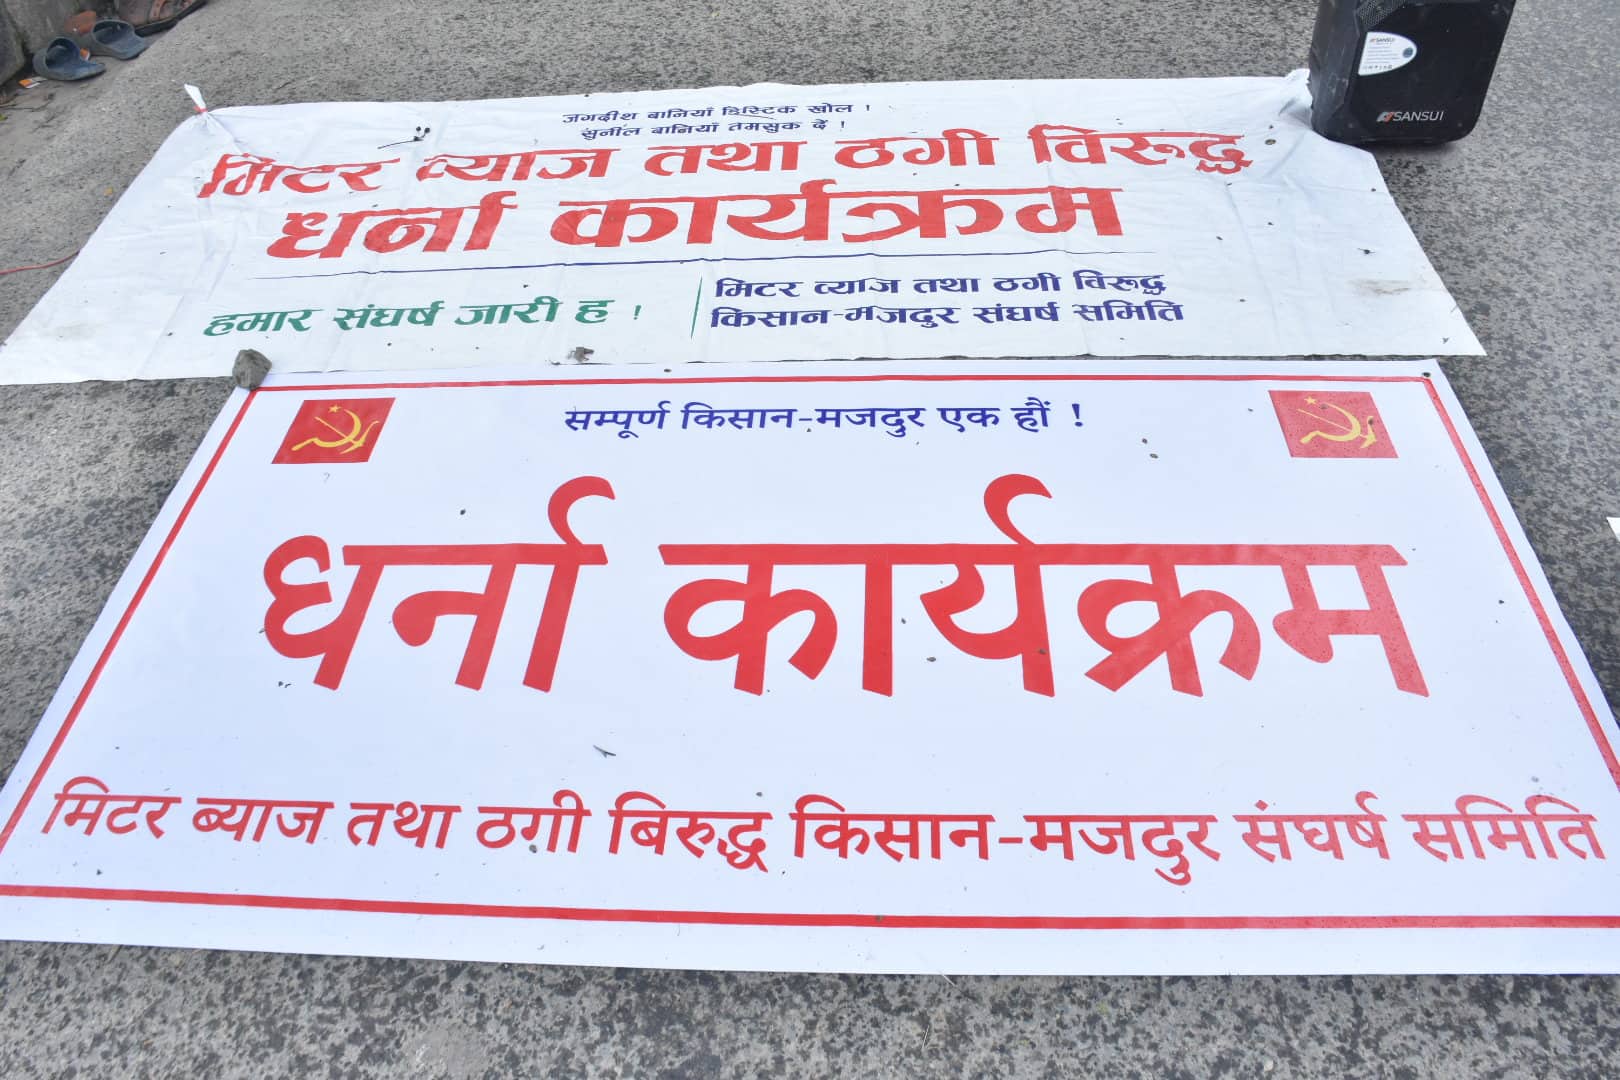 जगदीश बानियाँ डिस्टिक खोल !
सुनील बानियाँ तमसुक दे !
मिटर व्याज तथा ठगी विरूद्ध
धर्ना कार्यक्रम
हमार संघर्ष जारी ह !
मिटर व्याज तथा ठगी विरूद्ध
किसान-मजदुर संघर्ष समिति
SANSUI
SANSUI
सम्पूर्ण किसान-मजदुर एक हौं !
धर्ना कार्यक्रम
मिटर ब्याज तथा ठगी बिरुद्ध किसान-मजदुर संघर्ष समिति